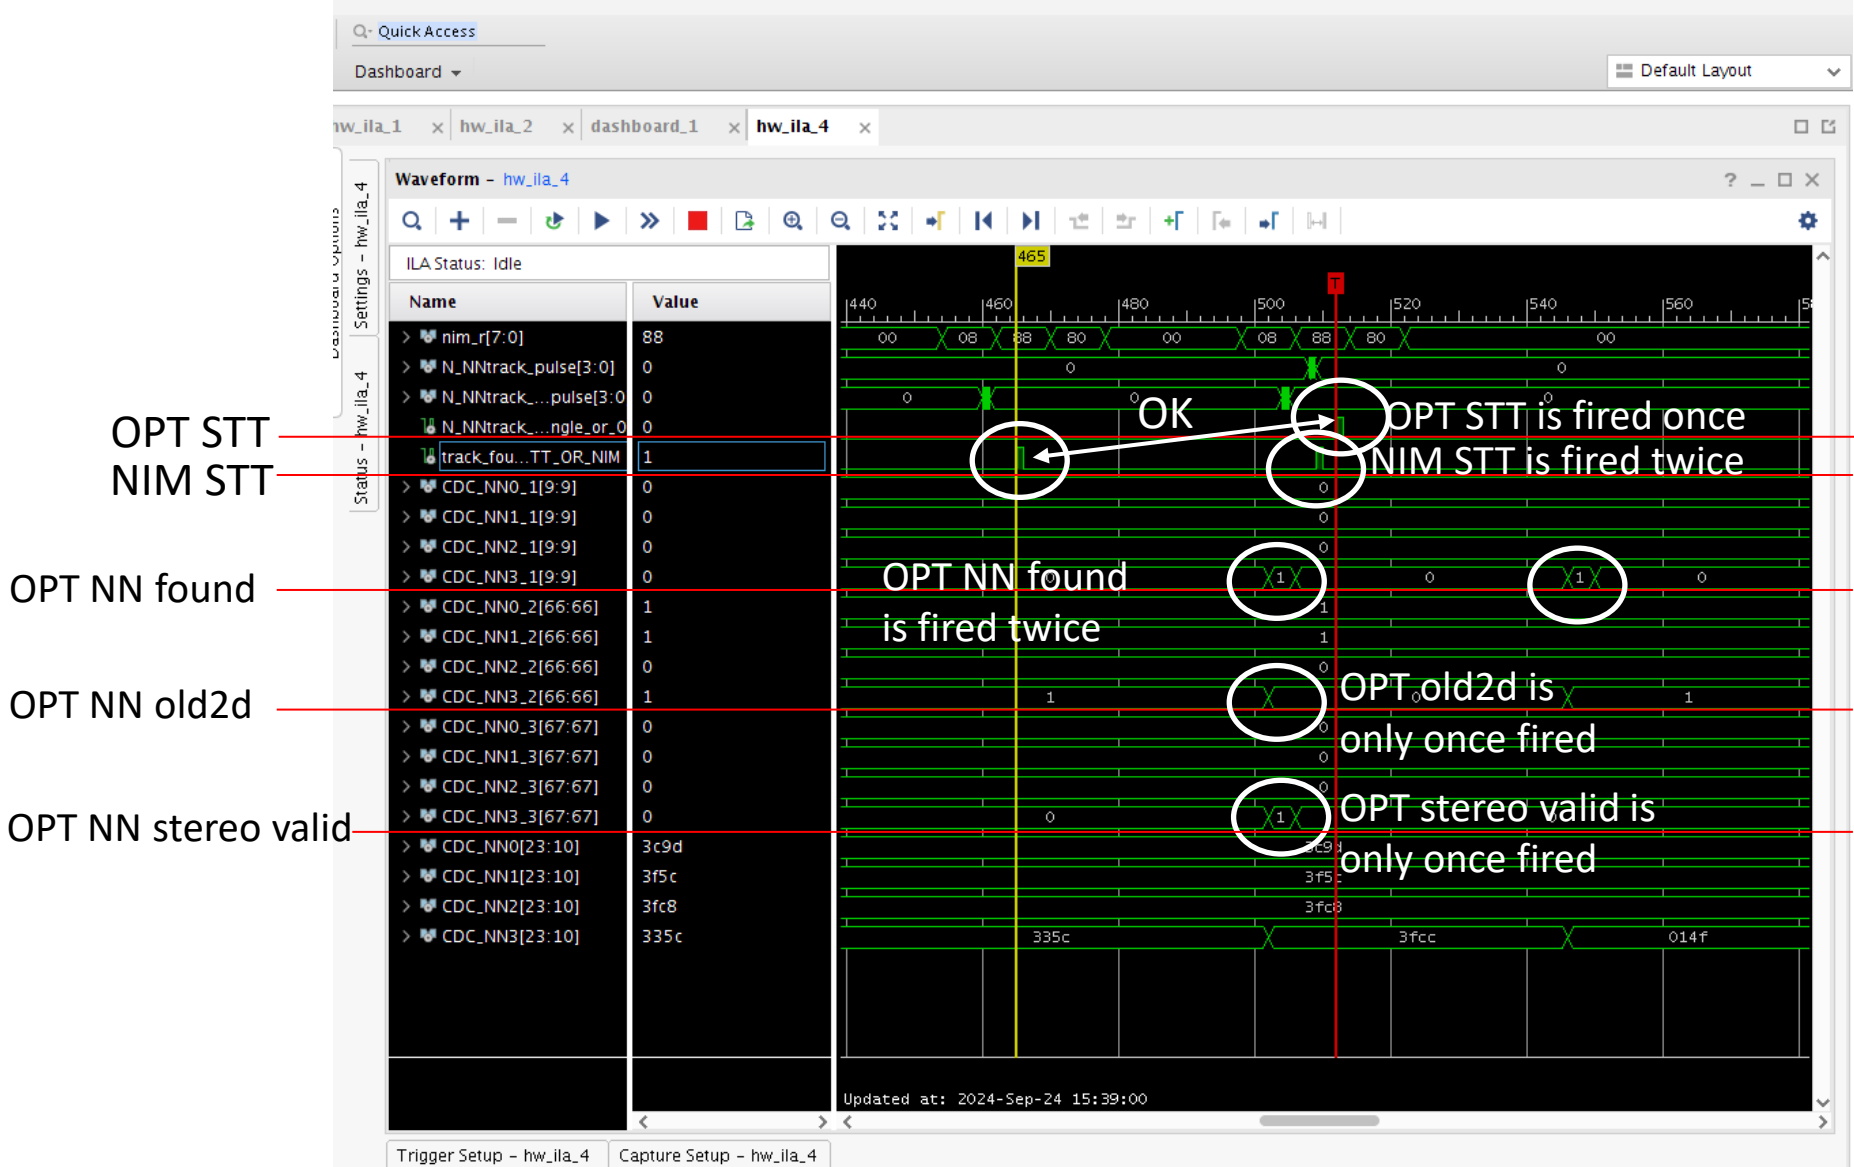 Quick Access
Dashboard
Default Layout
hw_ila_1
hw_ila_2
dashboard_1
hw_ila_4
Dashboard Options
Settings - hw_ila_4
Status - hw_ila_4
Waveform - hw_ila_4
ILA Status: Idle
465
T
Name Value
440 460 480 500 520 540 560
nim_r[7:0] 88 00 08 88 80 00 08 88 80 00
N_NNtrack_pulse[3:0] 0 0 0
N_NNtrack_...pulse[3:0 0 0 0 0
N_NNtrack_...ngle_or_0 0
track_fou...TT_OR_NIM 1
CDC_NN0_1[9:9] 0 0
CDC_NN1_1[9:9] 0 0
CDC_NN2_1[9:9] 0 0
CDC_NN3_1[9:9] 0 0 1 0 1 0
CDC_NN0_2[66:66] 1 1
CDC_NN1_2[66:66] 1 1
CDC_NN2_2[66:66] 0 0
CDC_NN3_2[66:66] 1 1 0 1
CDC_NN0_3[67:67] 0 0
CDC_NN1_3[67:67] 0 0
CDC_NN2_3[67:67] 0 0
CDC_NN3_3[67:67] 0 0 1 0
CDC_NN0[23:10] 3c9d 3c9d
CDC_NN1[23:10] 3f5c 3f5c
CDC_NN2[23:10] 3fc8 3fc8
CDC_NN3[23:10] 335c 335c 3fcc 014f
OPT STT
NIM STT
OPT NN found
OPT NN old2d
OPT NN stereo valid
OK
OPT STT is fired once
NIM STT is fired twice
OPT NN found
is fired twice
OPT old2d is
only once fired
OPT stereo valid is
only once fired
Updated at: 2024-Sep-24 15:39:00
Trigger Setup - hw_ila_4
Capture Setup - hw_ila_4